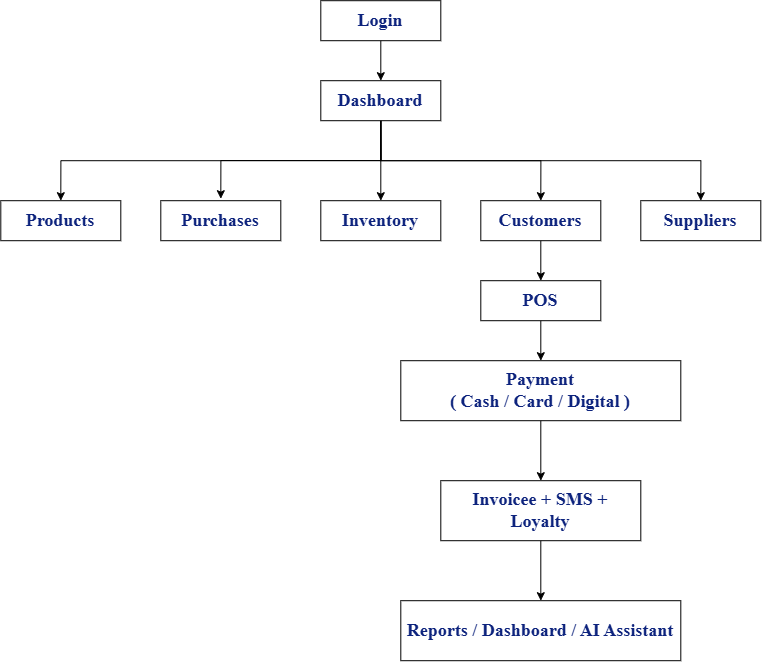 Login
Dashboard
Products
Purchases
Inventory
Customers
Suppliers
POS
Payment
( Cash / Card / Digital )
Invoicee + SMS +
Loyalty
Reports / Dashboard / AI Assistant